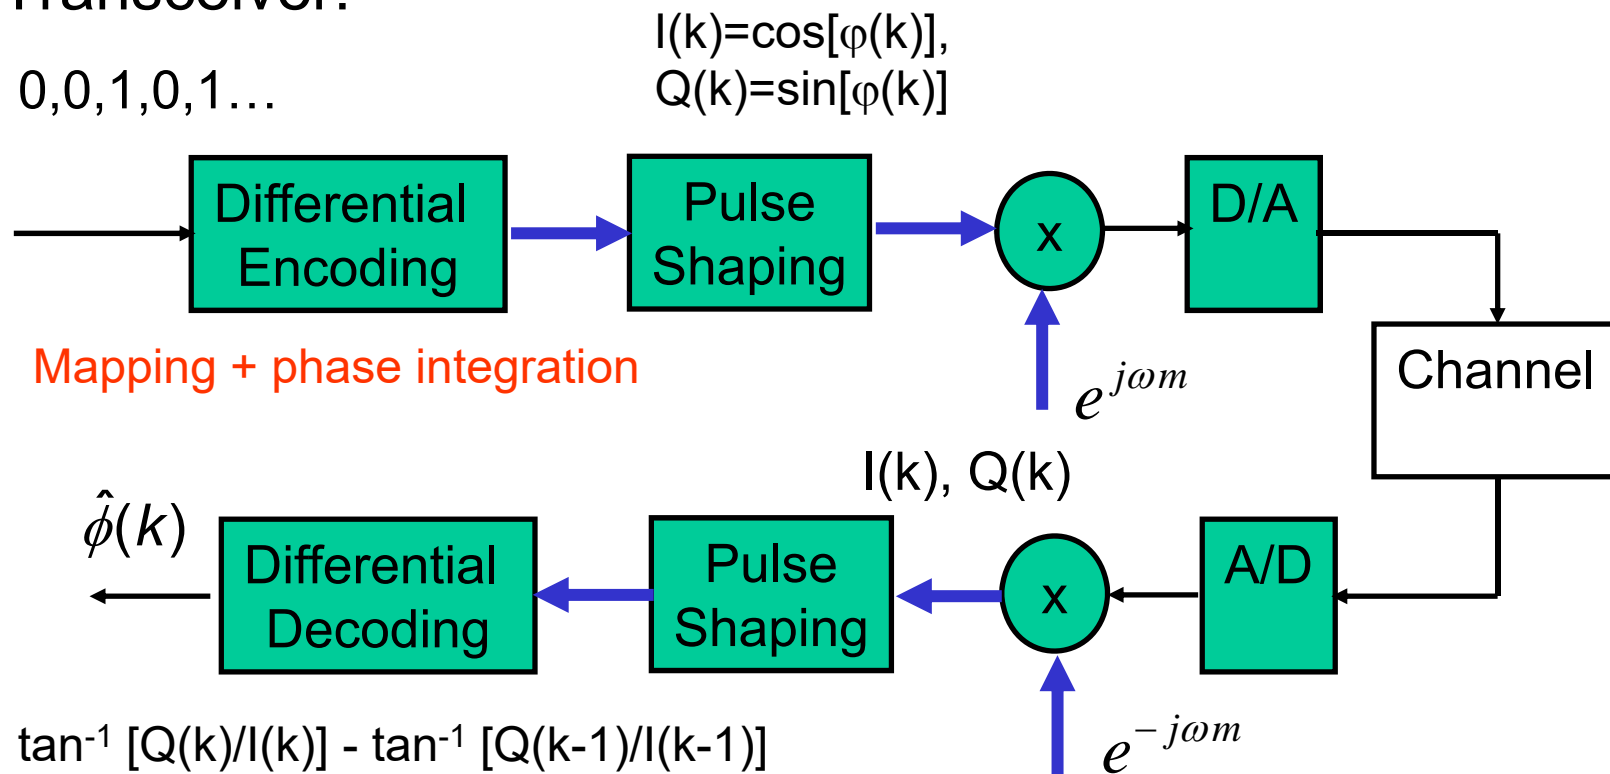 Transceiver:
I(k)=cos[φ(k)],
Q(k)=sin[φ(k)]
0,0,1,0,1…
Differential
Encoding
Pulse
Shaping
x
D/A
Mapping + phase integration
e^{jωm}
Channel
I(k), Q(k)
ϕ̂(k)
Differential
Decoding
Pulse
Shaping
x
A/D
tan⁻¹ [Q(k)/I(k)] - tan⁻¹ [Q(k-1)/I(k-1)]
e^{-jωm}